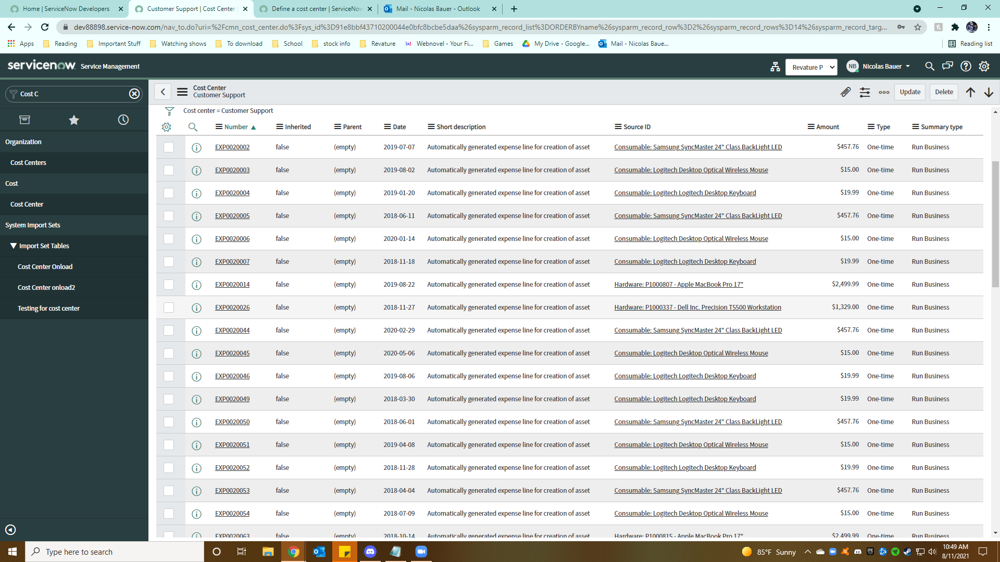 Home | ServiceNow Developers
Customer Support | Cost Center
Define a cost center | ServiceNow
Mail - Nicolas Bauer - Outlook
dev88898.service-now.com/nav_to.do?uri=%2Fcmn_cost_center.do%3Fsys_id%3D91e8bbf43710200044e0bfc8bcbe5daa%26sysparm_record_list%3DORDERBYname%26sysparm_record_row%3D2%26sysparm_record_rows%3D14%26sysparm_record_targ...
Apps Reading Important Stuff Watching shows To download School stock info Revature Webnovel - Your Fi... Games My Drive - Google... Mail - Nicolas Baue... Reading list
servicenow Service Management Revature P NB Nicolas Bauer
Cost C
Cost Center
Customer Support
Update Delete
Organization
Cost Centers
Cost
Cost Center
System Import Sets
Import Set Tables
Cost Center Onload
Cost Center onload2
Testing for cost center
Cost center = Customer Support
Number Inherited Parent Date Short description Source ID Amount Type Summary type
EXP0020002 false (empty) 2019-07-07 Automatically generated expense line for creation of asset Consumable: Samsung SyncMaster 24" Class BackLight LED $457.76 One-time Run Business
EXP0020003 false (empty) 2019-08-02 Automatically generated expense line for creation of asset Consumable: Logitech Desktop Optical Wireless Mouse $15.00 One-time Run Business
EXP0020004 false (empty) 2019-01-20 Automatically generated expense line for creation of asset Consumable: Logitech Logitech Desktop Keyboard $19.99 One-time Run Business
EXP0020005 false (empty) 2018-06-11 Automatically generated expense line for creation of asset Consumable: Samsung SyncMaster 24" Class BackLight LED $457.76 One-time Run Business
EXP0020006 false (empty) 2020-01-14 Automatically generated expense line for creation of asset Consumable: Logitech Desktop Optical Wireless Mouse $15.00 One-time Run Business
EXP0020007 false (empty) 2018-11-18 Automatically generated expense line for creation of asset Consumable: Logitech Logitech Desktop Keyboard $19.99 One-time Run Business
EXP0020014 false (empty) 2019-08-22 Automatically generated expense line for creation of asset Hardware: P1000807 - Apple MacBook Pro 17" $2,499.99 One-time Run Business
EXP0020026 false (empty) 2018-11-27 Automatically generated expense line for creation of asset Hardware: P1000337 - Dell Inc. Precision T5500 Workstation $1,329.00 One-time Run Business
EXP0020044 false (empty) 2020-02-29 Automatically generated expense line for creation of asset Consumable: Samsung SyncMaster 24" Class BackLight LED $457.76 One-time Run Business
EXP0020045 false (empty) 2020-05-06 Automatically generated expense line for creation of asset Consumable: Logitech Desktop Optical Wireless Mouse $15.00 One-time Run Business
EXP0020046 false (empty) 2019-08-06 Automatically generated expense line for creation of asset Consumable: Logitech Logitech Desktop Keyboard $19.99 One-time Run Business
EXP0020049 false (empty) 2018-03-30 Automatically generated expense line for creation of asset Consumable: Logitech Logitech Desktop Keyboard $19.99 One-time Run Business
EXP0020050 false (empty) 2018-06-01 Automatically generated expense line for creation of asset Consumable: Samsung SyncMaster 24" Class BackLight LED $457.76 One-time Run Business
EXP0020051 false (empty) 2019-04-08 Automatically generated expense line for creation of asset Consumable: Logitech Desktop Optical Wireless Mouse $15.00 One-time Run Business
EXP0020052 false (empty) 2018-11-28 Automatically generated expense line for creation of asset Consumable: Logitech Logitech Desktop Keyboard $19.99 One-time Run Business
EXP0020053 false (empty) 2018-04-04 Automatically generated expense line for creation of asset Consumable: Samsung SyncMaster 24" Class BackLight LED $457.76 One-time Run Business
EXP0020054 false (empty) 2018-07-09 Automatically generated expense line for creation of asset Consumable: Logitech Desktop Optical Wireless Mouse $15.00 One-time Run Business
EXP0020063 false (empty) 2018-10-14 Automatically generated expense line for creation of asset Hardware: P1000815 - Apple MacBook Pro 17" $2,499.99 One-time Run Business
Type here to search
85°F Sunny
10:49 AM
8/11/2021